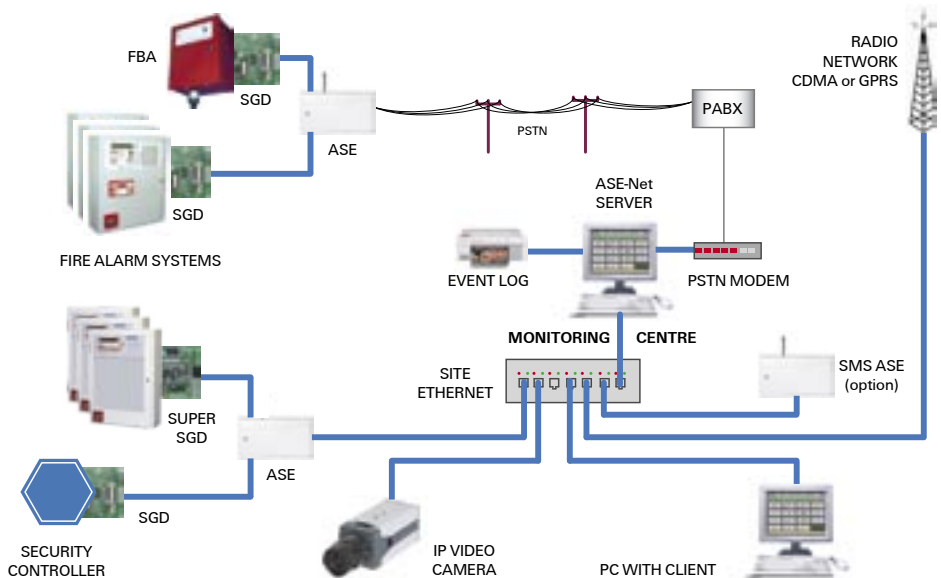 FBA
SGD
ASE
PSTN
PABX
RADIO
NETWORK
CDMA or GPRS
SGD
FIRE ALARM SYSTEMS
ASE-Net
SERVER
EVENT LOG
PSTN MODEM
MONITORING CENTRE
SITE
ETHERNET
SMS ASE
(option)
SUPER
SGD
ASE
SGD
SECURITY
CONTROLLER
IP VIDEO
CAMERA
PC WITH CLIENT